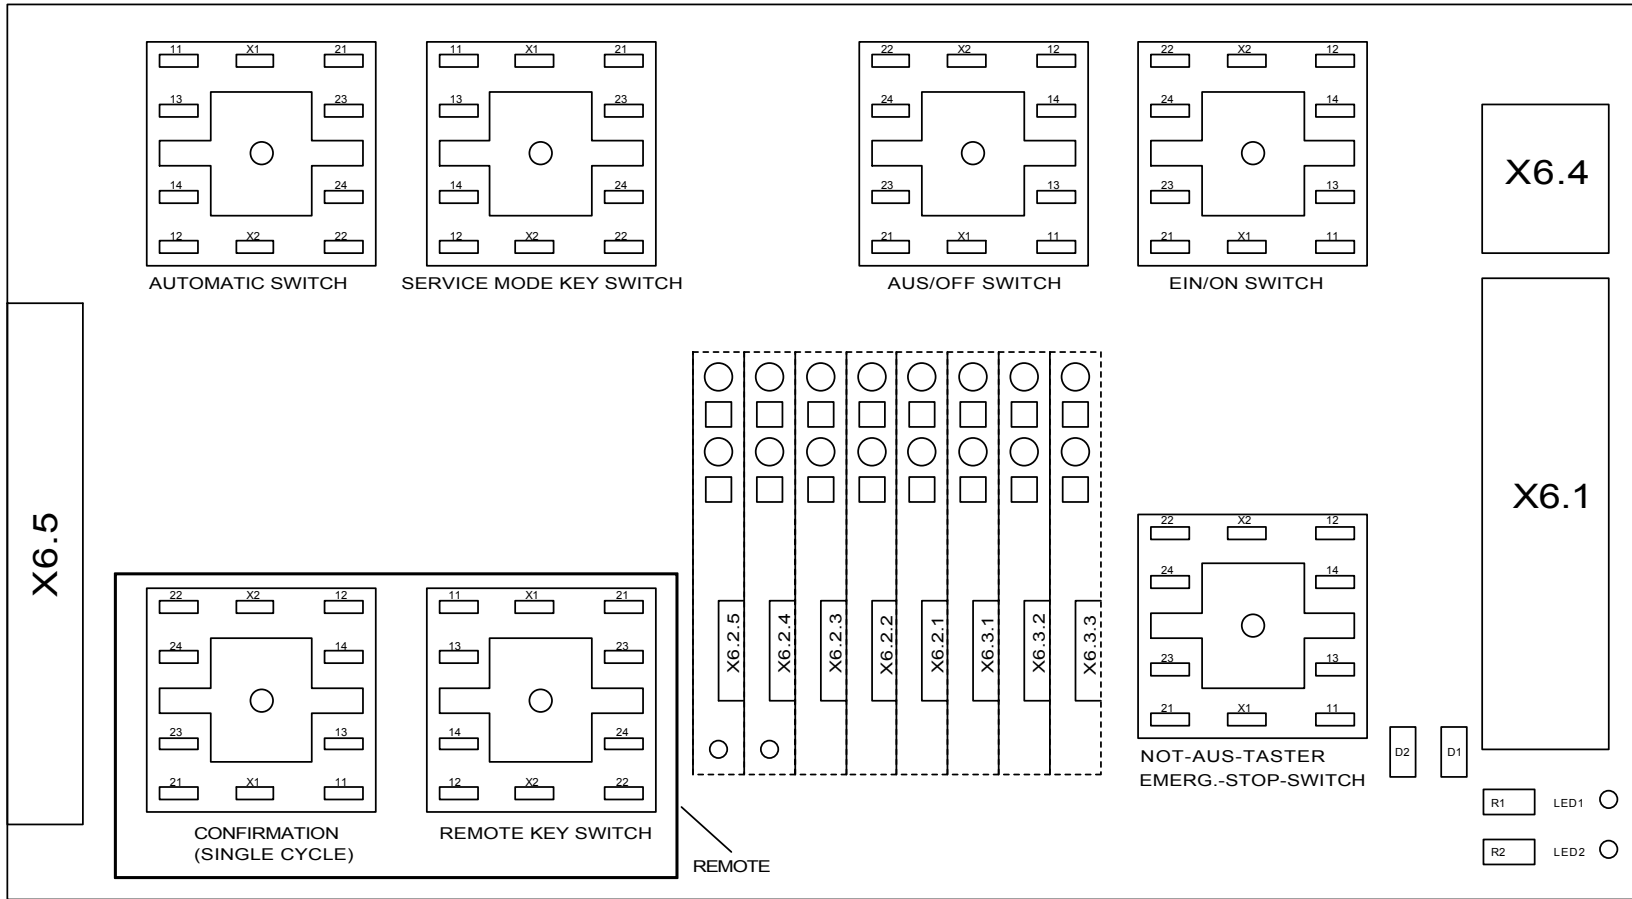 11 X1 21
13 23
14 24
12 X2 22
AUTOMATIC SWITCH
11 X1 21
13 23
14 24
12 X2 22
SERVICE MODE KEY SWITCH
22 X2 12
24 14
23 13
21 X1 11
AUS/OFF SWITCH
22 X2 12
24 14
23 13
21 X1 11
EIN/ON SWITCH
X6.4
X6.5
X6.1
22 X2 12
24 14
23 13
21 X1 11
CONFIRMATION
(SINGLE CYCLE)
11 X1 21
13 23
14 24
12 X2 22
REMOTE KEY SWITCH
REMOTE
X6.2.5
X6.2.4
X6.2.3
X6.2.2
X6.2.1
X6.3.1
X6.3.2
X6.3.3
22 X2 12
24 14
23 13
21 X1 11
NOT-AUS-TASTER
EMERG.-STOP-SWITCH
D2
D1
R1 LED1
R2 LED2